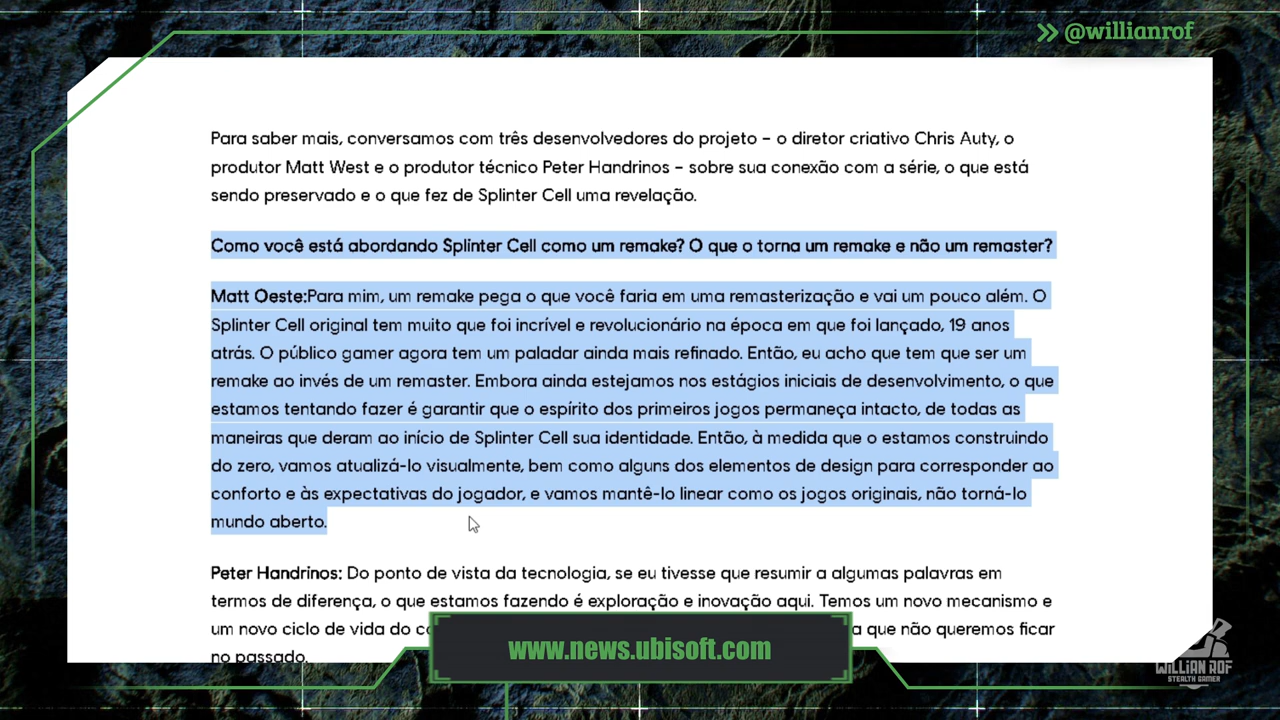 @willianrof
Para saber mais, conversamos com três desenvolvedores do projeto – o diretor criativo Chris Auty, o
produtor Matt West e o produtor técnico Peter Handrinos – sobre sua conexão com a série, o que está
sendo preservado e o que fez de Splinter Cell uma revelação.
Como você está abordando Splinter Cell como um remake? O que o torna um remake e não um remaster?
Matt Oeste:Para mim, um remake pega o que você faria em uma remasterização e vai um pouco além. O
Splinter Cell original tem muito que foi incrível e revolucionário na época em que foi lançado, 19 anos
atrás. O público gamer agora tem um paladar ainda mais refinado. Então, eu acho que tem que ser um
remake ao invés de um remaster. Embora ainda estejamos nos estágios iniciais de desenvolvimento, o que
estamos tentando fazer é garantir que o espírito dos primeiros jogos permaneça intacto, de todas as
maneiras que deram ao início de Splinter Cell sua identidade. Então, à medida que o estamos construindo
do zero, vamos atualizá-lo visualmente, bem como alguns dos elementos de design para corresponder ao
conforto e às expectativas do jogador, e vamos mantê-lo linear como os jogos originais, não torná-lo
mundo aberto.
Peter Handrinos: Do ponto de vista da tecnologia, se eu tivesse que resumir a algumas palavras em
termos de diferença, o que estamos fazendo é exploração e inovação aqui. Temos um novo mecanismo e
um novo ciclo de vida do a que não queremos ficar
no passado.
www.news.ubisoft.com
WILLIAN ROF
STEALTH GAMER